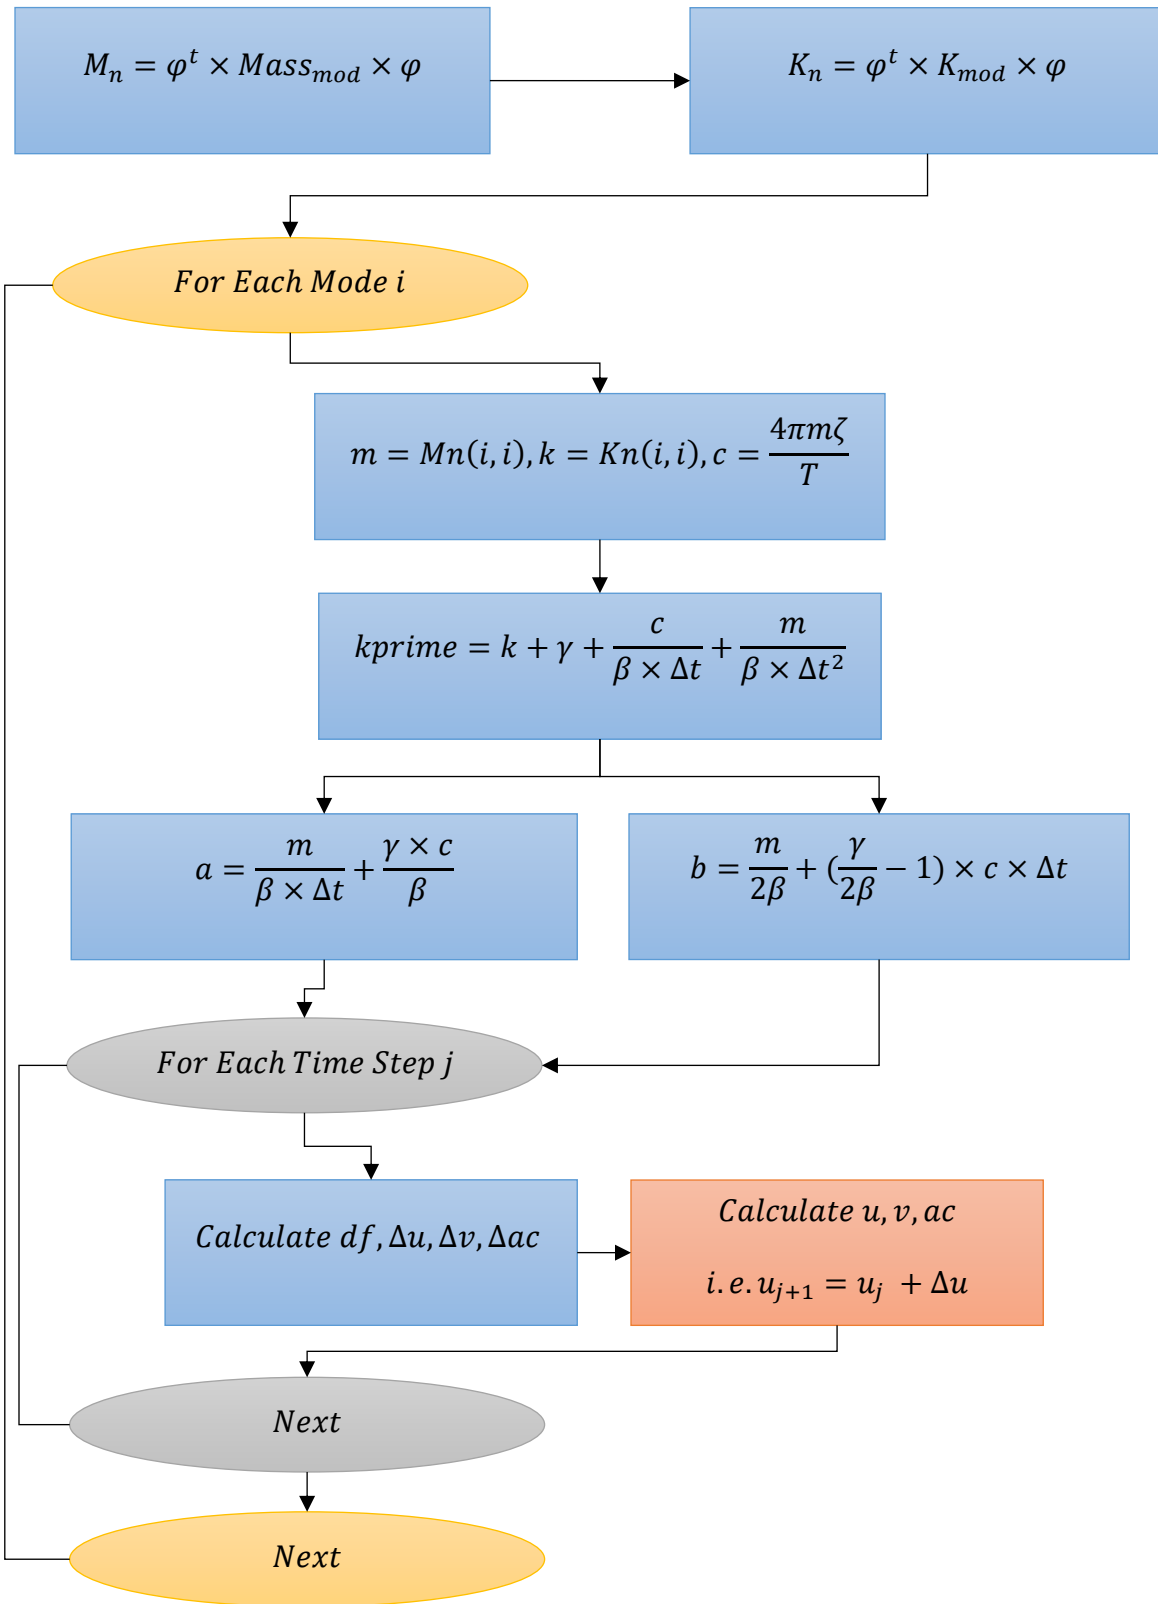 M_n = φ^t × Mass_mod × φ
K_n = φ^t × K_mod × φ
For Each Mode i
m = Mn(i, i), k = Kn(i, i), c = 4πmζ / T
kprime = k + γ + c / (β × Δt) + m / (β × Δt^2)
a = m / (β × Δt) + (γ × c) / β
b = m / 2β + (γ / 2β − 1) × c × Δt
For Each Time Step j
Calculate df, Δu, Δv, Δac
Calculate u, v, ac
i.e. u_{j+1} = u_j + Δu
Next
Next